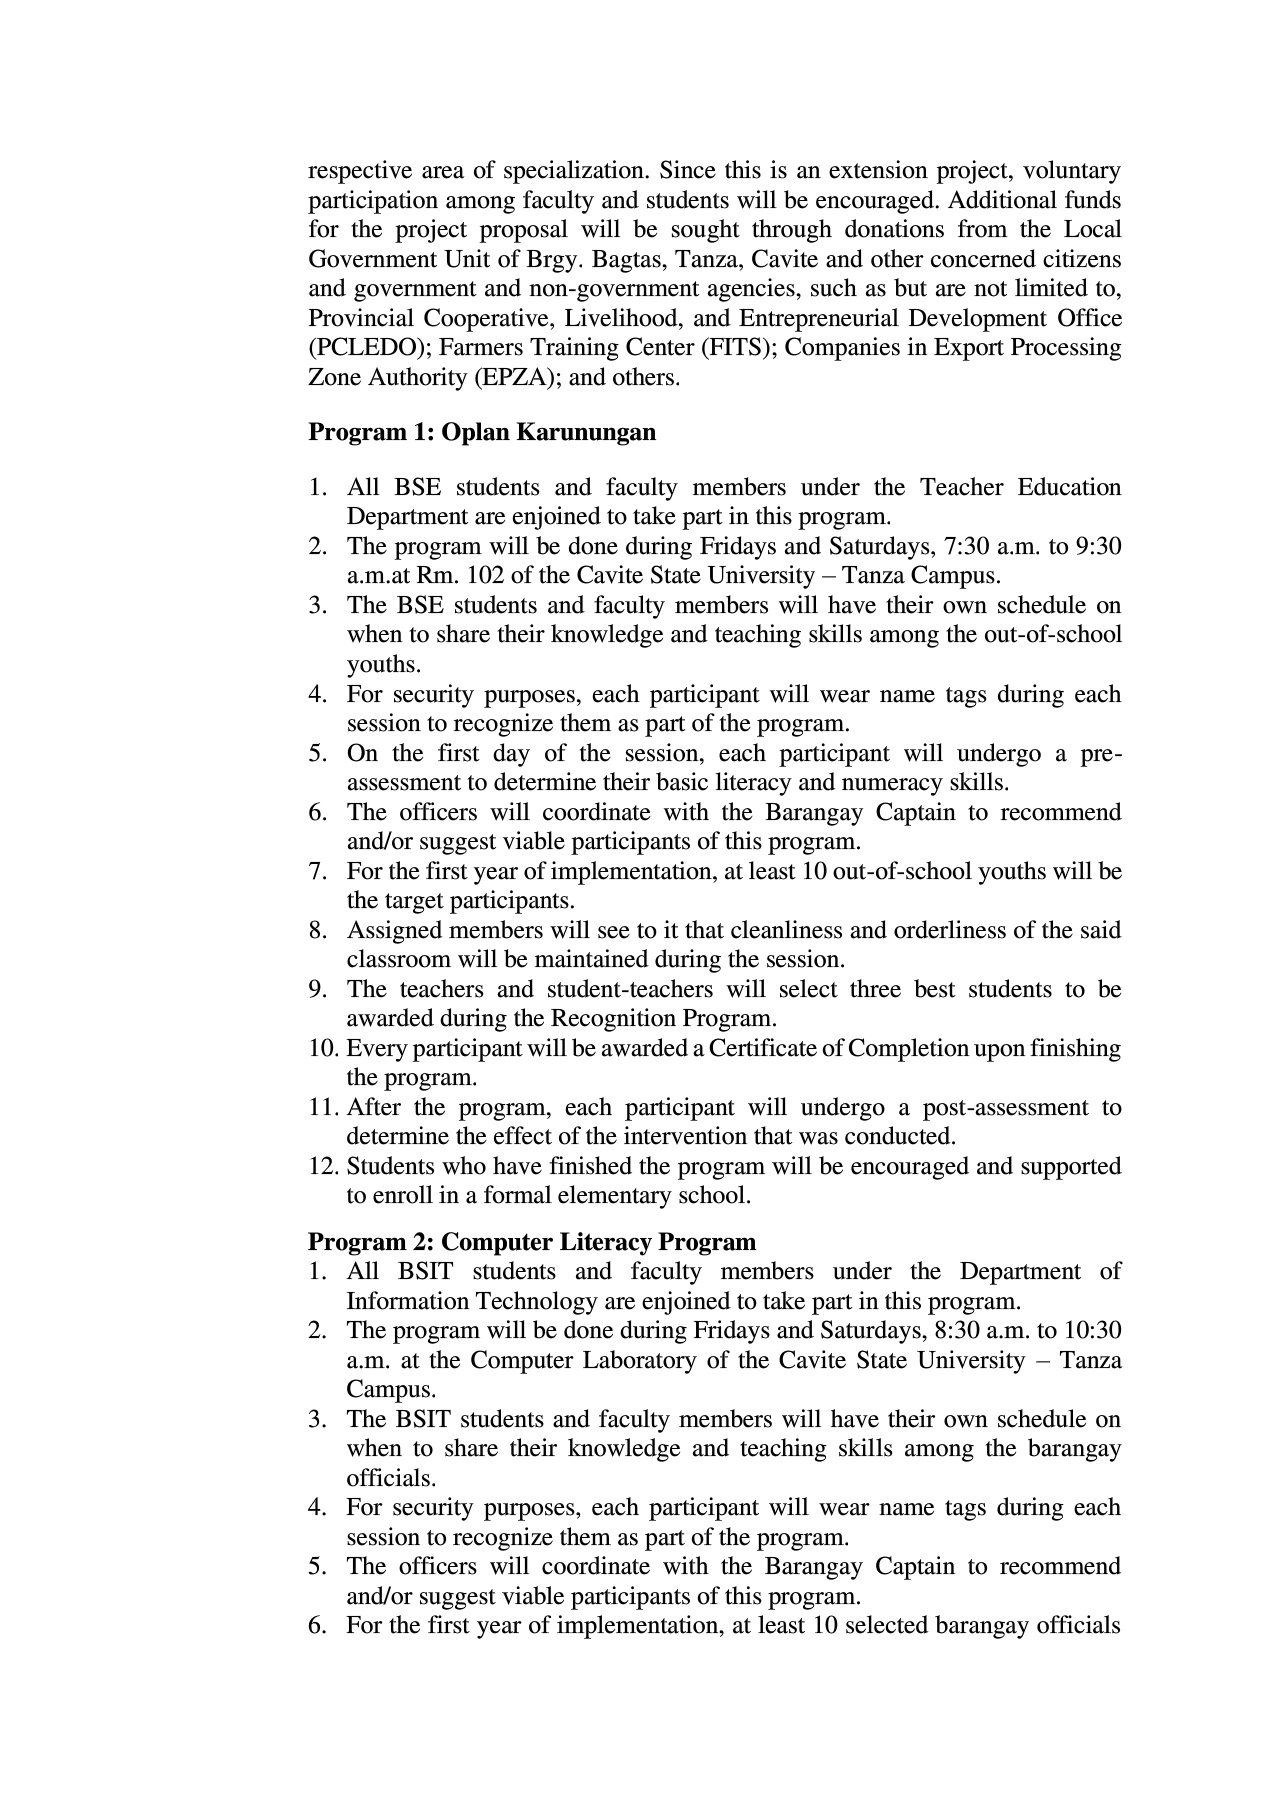 respective area of specialization. Since this is an extension project, voluntary
participation among faculty and students will be encouraged. Additional funds
for the project proposal will be sought through donations from the Local
Government Unit of Brgy. Bagtas, Tanza, Cavite and other concerned citizens
and government and non-government agencies, such as but are not limited to,
Provincial Cooperative, Livelihood, and Entrepreneurial Development Office
(PCLEDO); Farmers Training Center (FITS); Companies in Export Processing
Zone Authority (EPZA); and others.
Program 1: Oplan Karunungan
1. All BSE students and faculty members under the Teacher Education
Department are enjoined to take part in this program.
2. The program will be done during Fridays and Saturdays, 7:30 a.m. to 9:30
a.m.at Rm. 102 of the Cavite State University – Tanza Campus.
3. The BSE students and faculty members will have their own schedule on
when to share their knowledge and teaching skills among the out-of-school
youths.
4. For security purposes, each participant will wear name tags during each
session to recognize them as part of the program.
5. On the first day of the session, each participant will undergo a pre-
assessment to determine their basic literacy and numeracy skills.
6. The officers will coordinate with the Barangay Captain to recommend
and/or suggest viable participants of this program.
7. For the first year of implementation, at least 10 out-of-school youths will be
the target participants.
8. Assigned members will see to it that cleanliness and orderliness of the said
classroom will be maintained during the session.
9. The teachers and student-teachers will select three best students to be
awarded during the Recognition Program.
10. Every participant will be awarded a Certificate of Completion upon finishing
the program.
11. After the program, each participant will undergo a post-assessment to
determine the effect of the intervention that was conducted.
12. Students who have finished the program will be encouraged and supported
to enroll in a formal elementary school.
Program 2: Computer Literacy Program
1. All BSIT students and faculty members under the Department of
Information Technology are enjoined to take part in this program.
2. The program will be done during Fridays and Saturdays, 8:30 a.m. to 10:30
a.m. at the Computer Laboratory of the Cavite State University – Tanza
Campus.
3. The BSIT students and faculty members will have their own schedule on
when to share their knowledge and teaching skills among the barangay
officials.
4. For security purposes, each participant will wear name tags during each
session to recognize them as part of the program.
5. The officers will coordinate with the Barangay Captain to recommend
and/or suggest viable participants of this program.
6. For the first year of implementation, at least 10 selected barangay officials